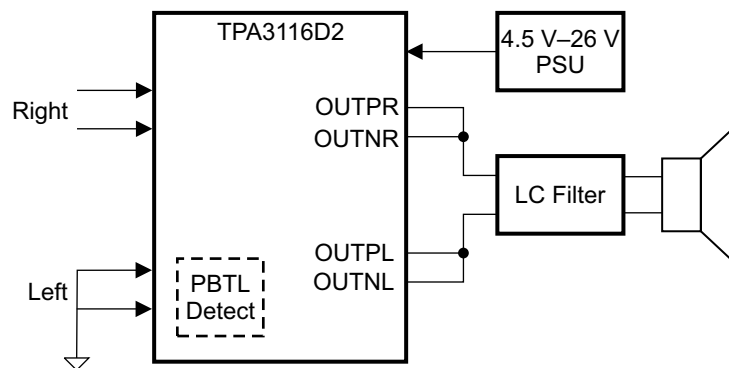 TPA3116D2
4.5 V–26 V
PSU
Right
OUTPR
OUTNR
LC Filter
OUTPL
OUTNL
Left
PBTL
Detect